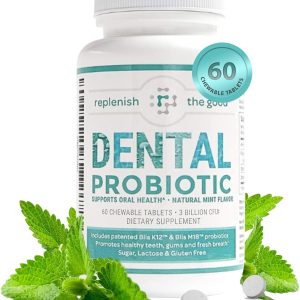 60
CHEWABLE TABLETS
replenish the good
DENTAL
PROBIOTIC
SUPPORTS ORAL HEALTH* • NATURAL MINT FLAVOR
60 CHEWABLE TABLETS • 3 BILLION CFU^
DIETARY SUPPLEMENT
Includes patented Blis K12™ & Blis M18™ probiotics
Promotes healthy teeth, gums and fresh breath*
Sugar, Lactose & Gluten Free